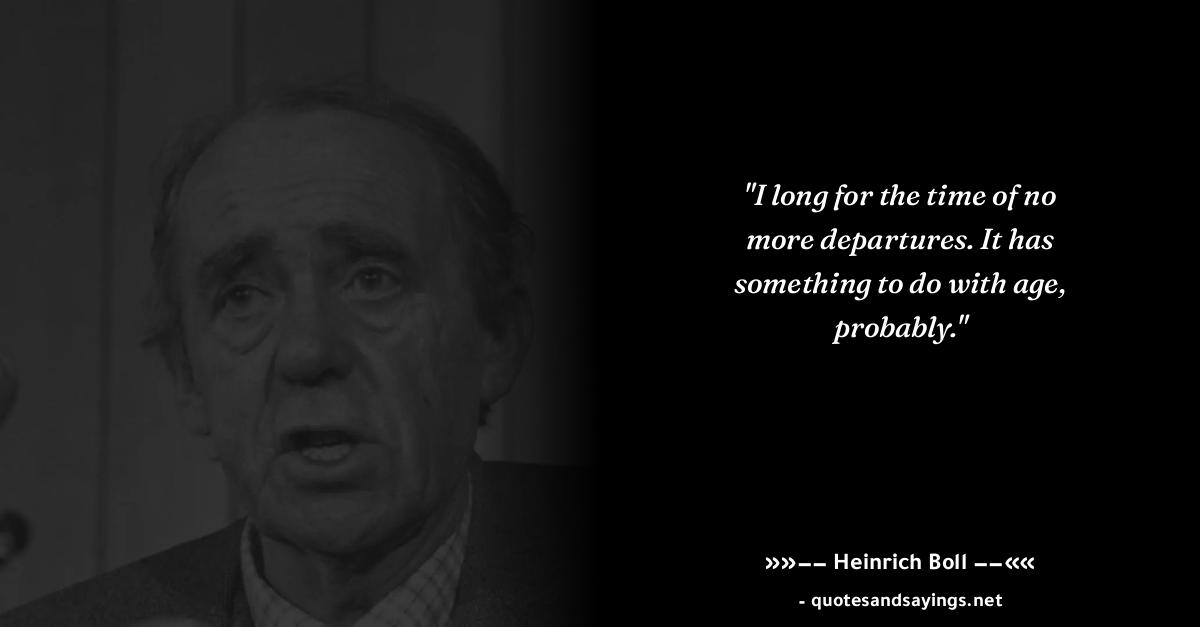 "I long for the time of no
more departures. It has
something to do with age,
probably."
»»»−− Heinrich Boll −−«««
- quotesandsayings.net